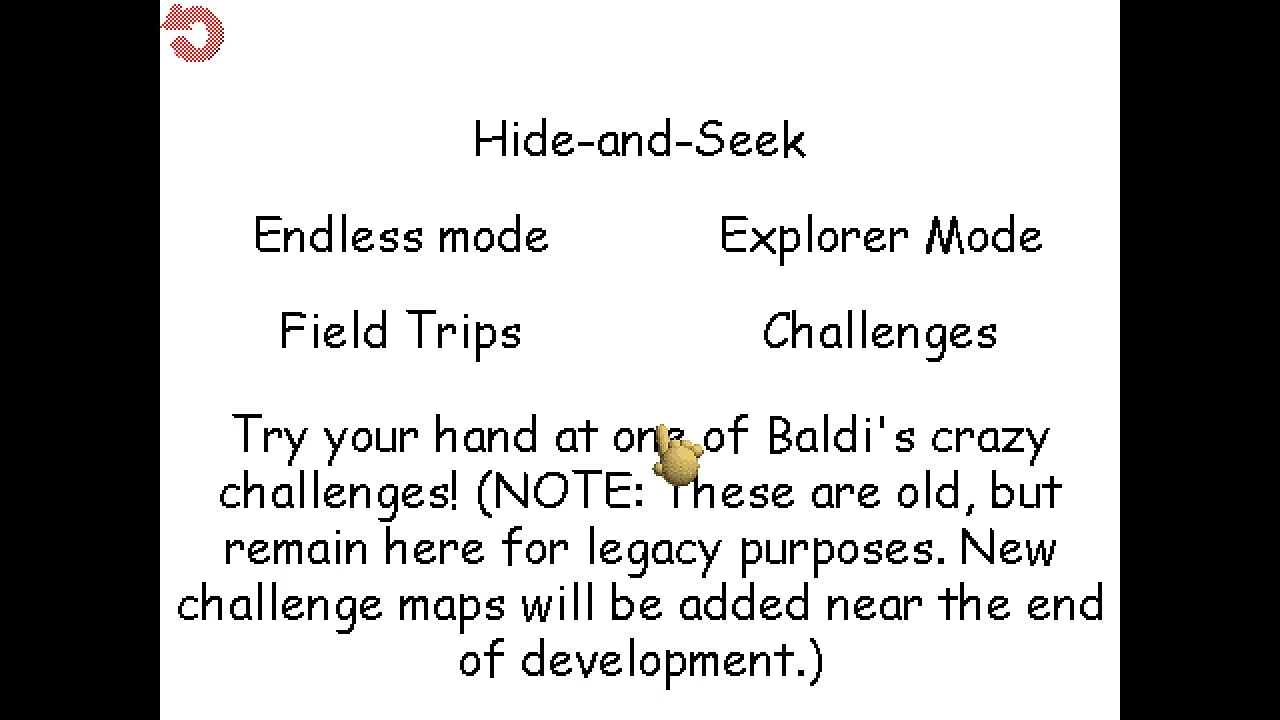 Hide-and-Seek
Endless mode
Explorer Mode
Field Trips
Challenges
Try your hand at one of Baldi's crazy
challenges! (NOTE: These are old, but
remain here for legacy purposes. New
challenge maps will be added near the end
of development.)